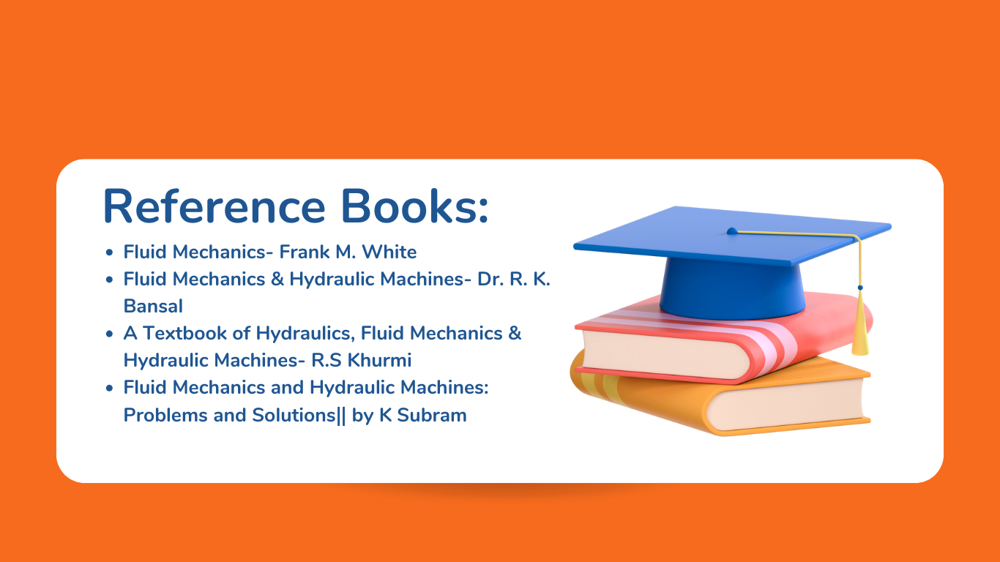 Reference Books:
• Fluid Mechanics- Frank M. White
• Fluid Mechanics & Hydraulic Machines- Dr. R. K.
Bansal
• A Textbook of Hydraulics, Fluid Mechanics &
Hydraulic Machines- R.S Khurmi
• Fluid Mechanics and Hydraulic Machines:
Problems and Solutions|| by K Subram